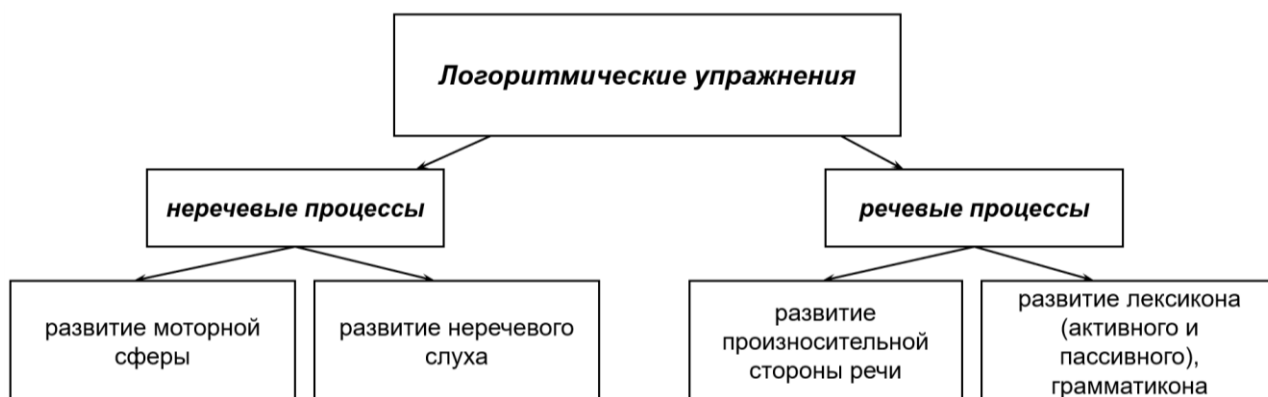 Логоритмические упражнения
неречевые процессы
речевые процессы
развитие моторной
сферы
развитие неречевого
слуха
развитие
произносительной
стороны речи
развитие лексикона
(активного и
пассивного),
грамматикона